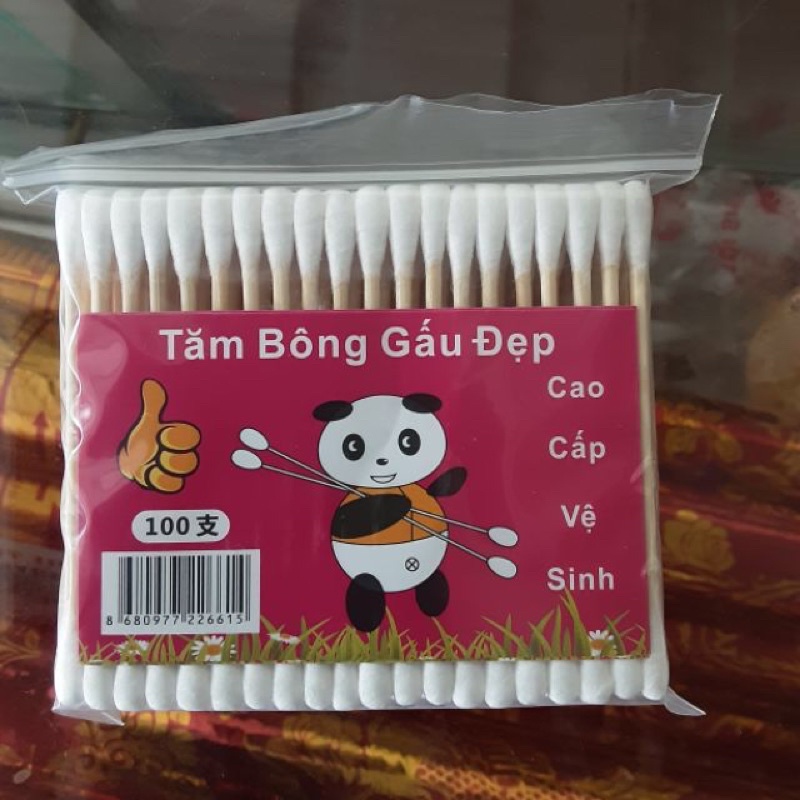 Tăm Bông Gấu Đẹp
Cao
Cấp
Vệ
Sinh
100支
8 680977 226615